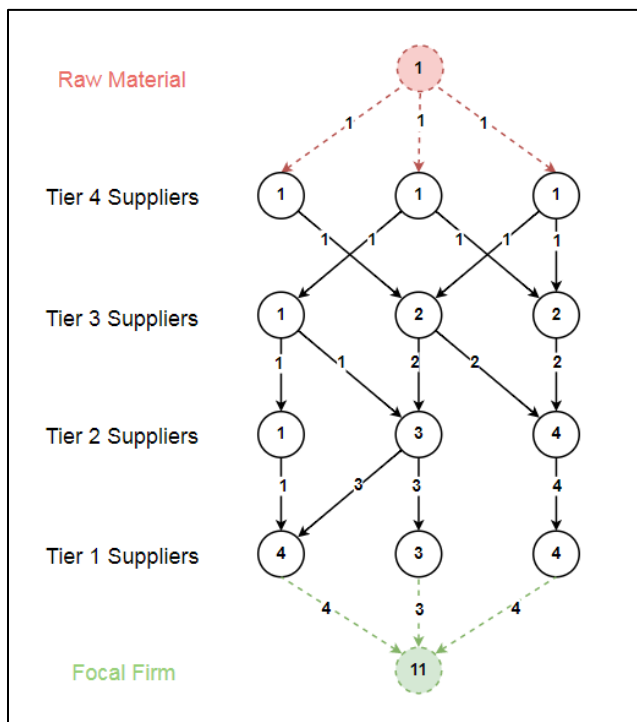 1
Raw Material
1 1 1
Tier 4 Suppliers 1 1 1
1 1 1 1 1
Tier 3 Suppliers 1 2 2
1 1 2 2 2
Tier 2 Suppliers 1 3 4
1 3 3 4
Tier 1 Suppliers 4 3 4
4 3 4
Focal Firm 11